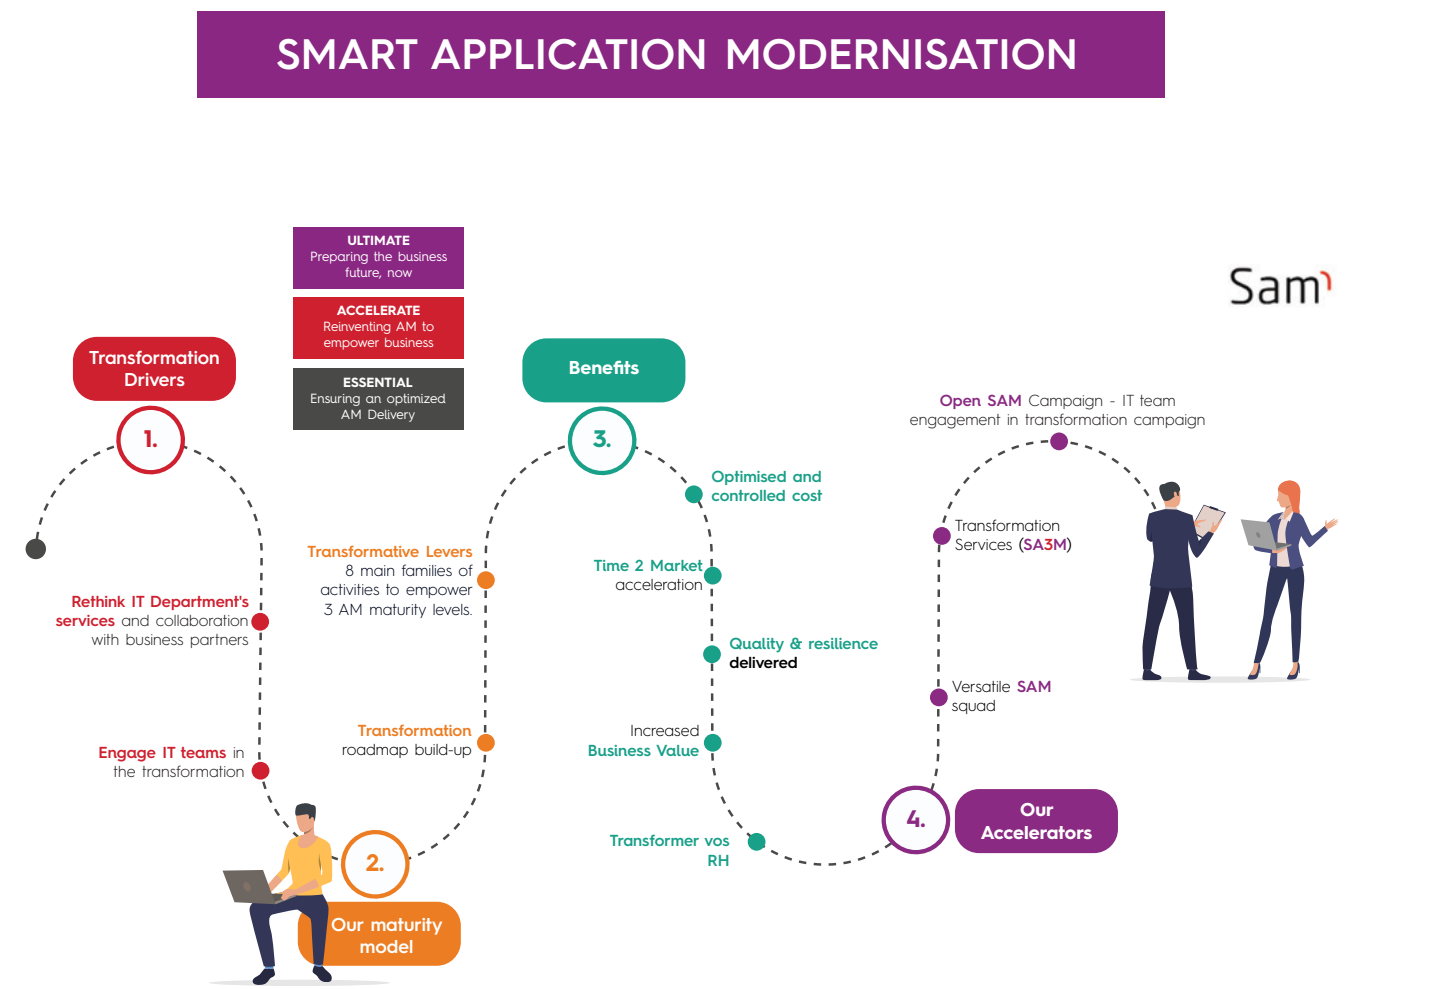 SMART APPLICATION MODERNISATION
ULTIMATE
Preparing the business
future, now
ACCELERATE
Reinventing AM to
empower business
ESSENTIAL
Ensuring an optimized
AM Delivery
Sam
Transformation
Drivers
1.
Rethink IT Department's
services and collaboration
with business partners
Engage IT teams in
the transformation
2.
Our maturity
model
Transformative Levers
8 main families of
activities to empower
3 AM maturity levels.
Transformation
roadmap build-up
Benefits
3.
Optimised and
controlled cost
Time 2 Market
acceleration
Quality & resilience
delivered
Increased
Business Value
Transformer vos
RH
4.
Our
Accelerators
Versatile SAM
squad
Transformation
Services (SA3M)
Open SAM Campaign - IT team
engagement in transformation campaign